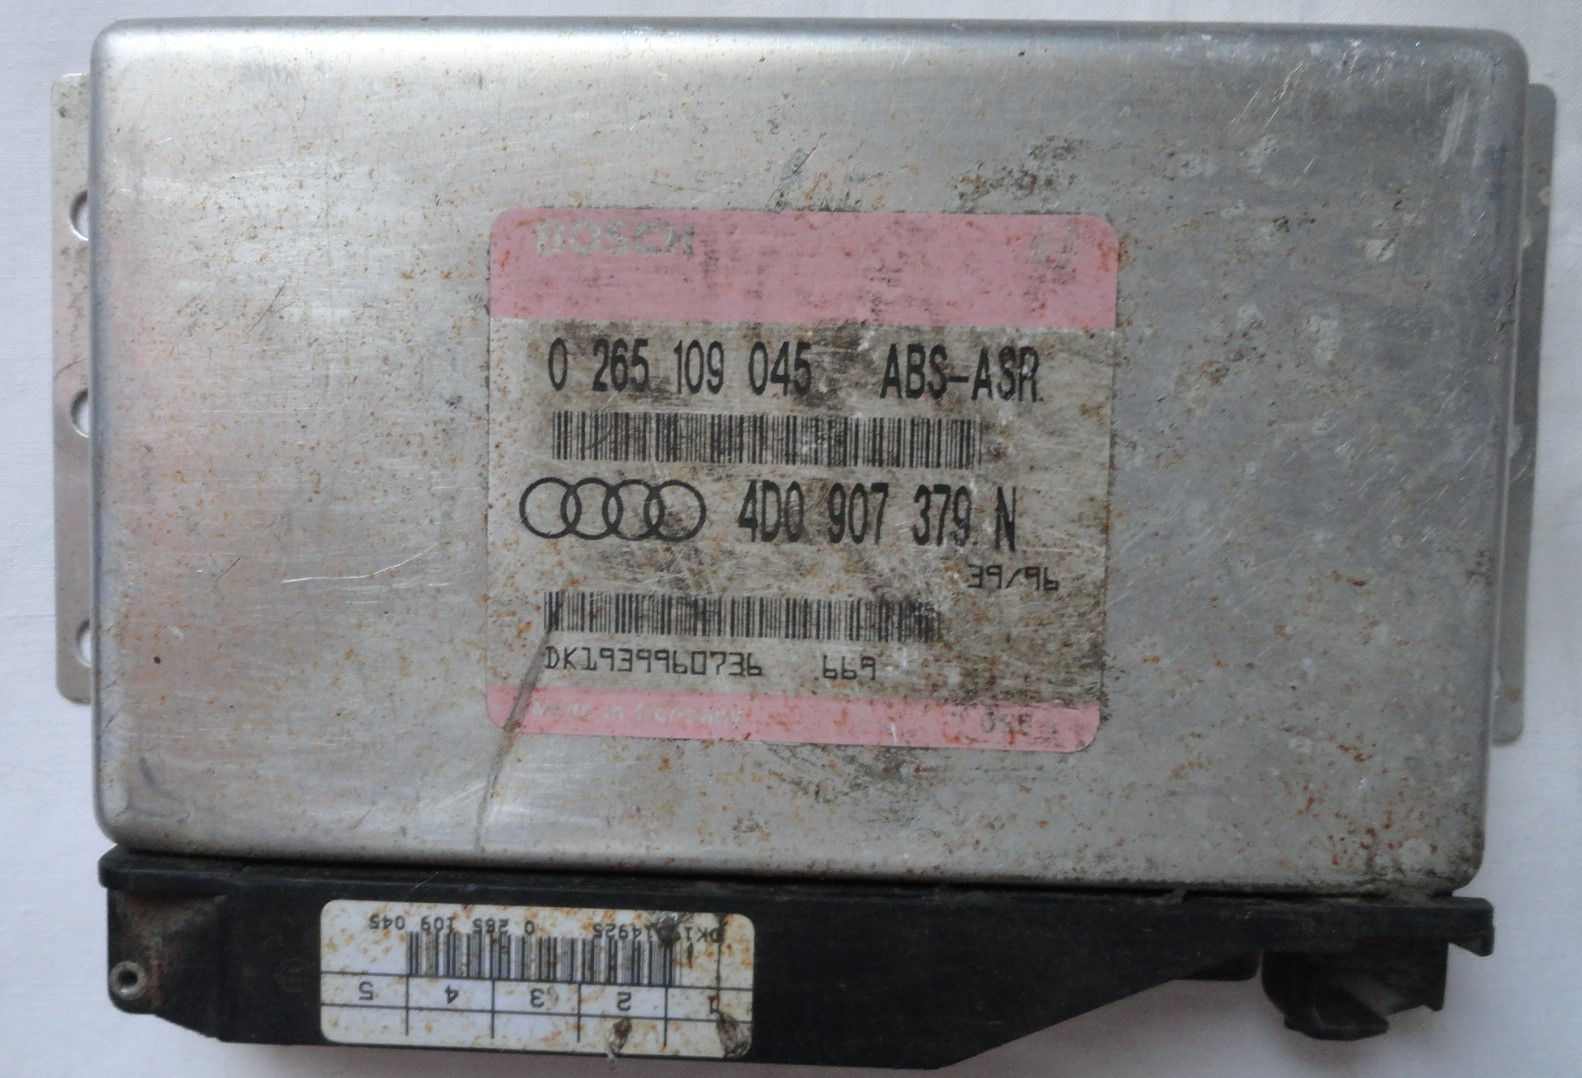 BOSCH
0 265 109 045 ABS-ASR
4D0 907 379 N
39/96
DK1939960736 669
Made in Germany
0 265 109 045
1 2 3 4 5